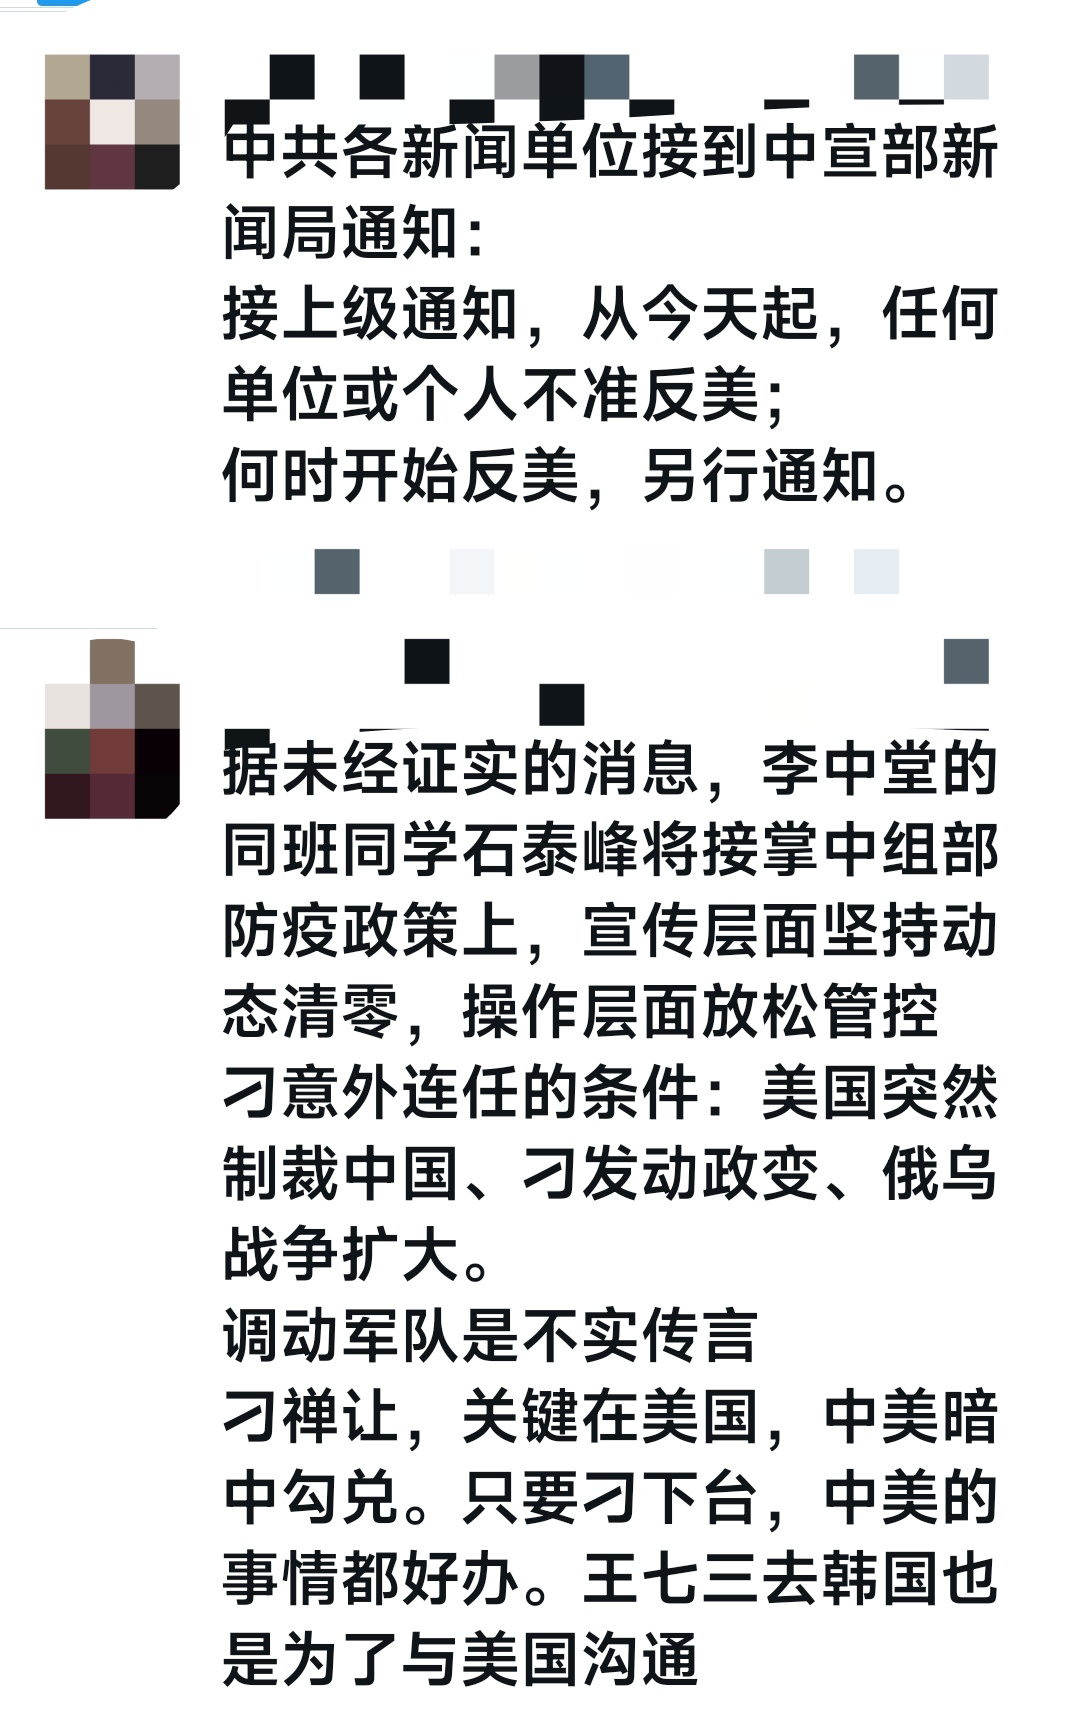 中共各新闻单位接到中宣部新
闻局通知：
接上级通知，从今天起，任何
单位或个人不准反美；
何时开始反美，另行通知。
据未经证实的消息，李中堂的
同班同学石泰峰将接掌中组部
防疫政策上，宣传层面坚持动
态清零，操作层面放松管控
刁意外连任的条件：美国突然
制裁中国、刁发动政变、俄乌
战争扩大。
调动军队是不实传言
刁禅让，关键在美国，中美暗
中勾兑。只要刁下台，中美的
事情都好办。王七三去韩国也
是为了与美国沟通